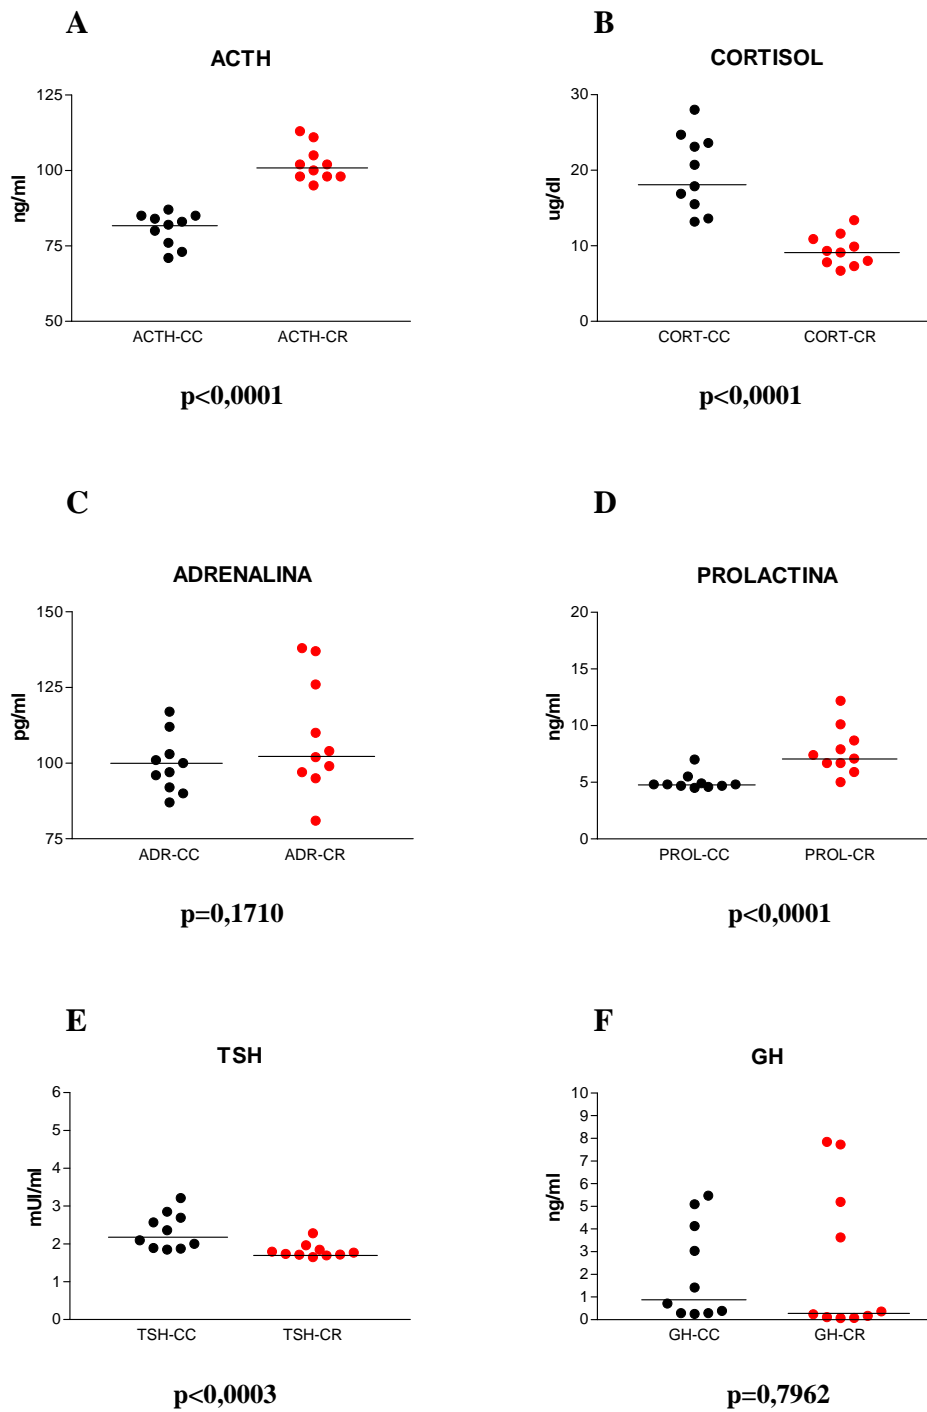 A
ACTH
ng/ml
125
100
75
50
ACTH-CC ACTH-CR
p<0,0001
B
CORTISOL
ug/dl
30
20
10
0
CORT-CC CORT-CR
p<0,0001
C
ADRENALINA
pg/ml
150
125
100
75
ADR-CC ADR-CR
p=0,1710
D
PROLACTINA
ng/ml
20
15
10
5
0
PROL-CC PROL-CR
p<0,0001
E
TSH
mUI/ml
6
5
4
3
2
1
0
TSH-CC TSH-CR
p<0,0003
F
GH
ng/ml
10
9
8
7
6
5
4
3
2
1
0
GH-CC GH-CR
p=0,7962